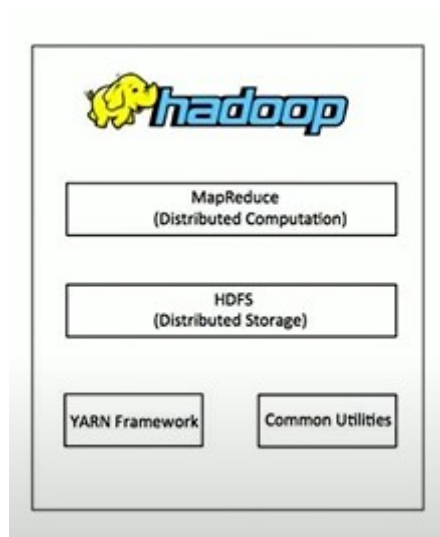 hadoop
MapReduce
(Distributed Computation)
HDFS
(Distributed Storage)
YARN Framework
Common Utilities